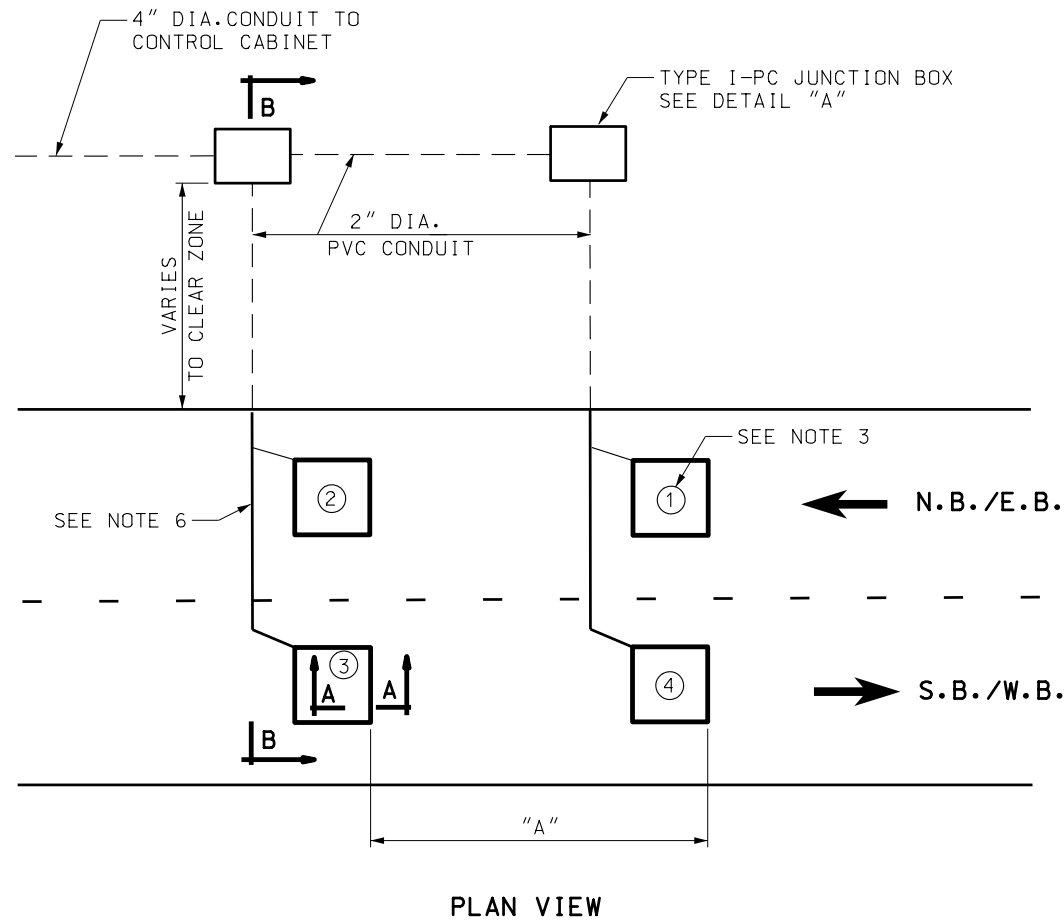 4" DIA.CONDUIT TO
CONTROL CABINET
B
TYPE I-PC JUNCTION BOX
SEE DETAIL "A"
2" DIA.
PVC CONDUIT
VARIES
TO CLEAR ZONE
SEE NOTE 3
2
1
N.B./E.B.
SEE NOTE 6
3
A
A
4
S.B./W.B.
B
"A"
PLAN VIEW